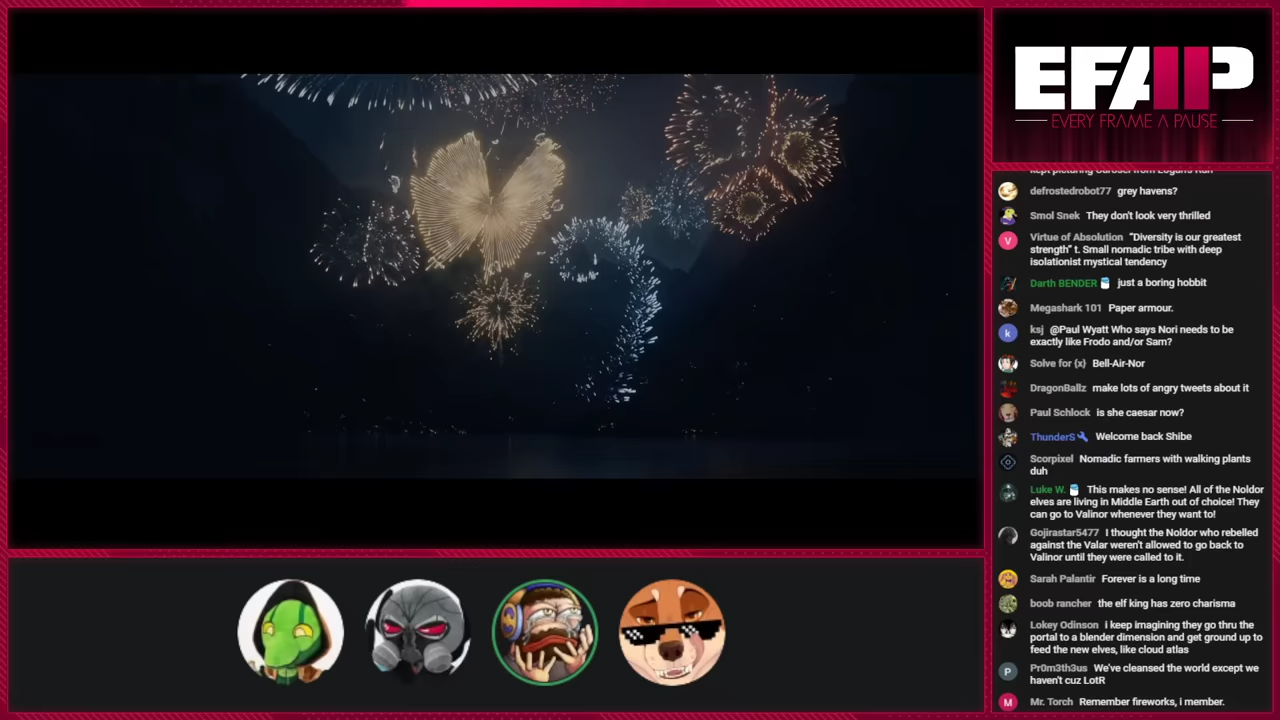 EFAP
EVERY FRAME A PAUSE
kept picturing Carousel from Logan's Run
defrostedrobot77 grey havens?
Smol Snek They don't look very thrilled
Virtue of Absolution "Diversity is our greatest
strength" t. Small nomadic tribe with deep
isolationist mystical tendency
Darth BENDER just a boring hobbit
Megashark 101 Paper armour.
ksj @Paul Wyatt Who says Nori needs to be
exactly like Frodo and/or Sam?
Solve for {x} Bell-Air-Nor
DragonBallz make lots of angry tweets about it
Paul Schlock is she caesar now?
ThunderS Welcome back Shibe
Scorpixel Nomadic farmers with walking plants
duh
Luke W. This makes no sense! All of the Noldor
elves are living in Middle Earth out of choice! They
can go to Valinor whenever they want to!
Gojirastar5477 I thought the Noldor who rebelled
against the Valar weren't allowed to go back to
Valinor until they were called to it.
Sarah Palantir Forever is a long time
boob rancher the elf king has zero charisma
Lokey Odinson i keep imagining they go thru the
portal to a blender dimension and get ground up to
feed the new elves, like cloud atlas
Pr0m3th3us We've cleansed the world except we
haven't cuz LotR
Mr. Torch Remember fireworks, i member.